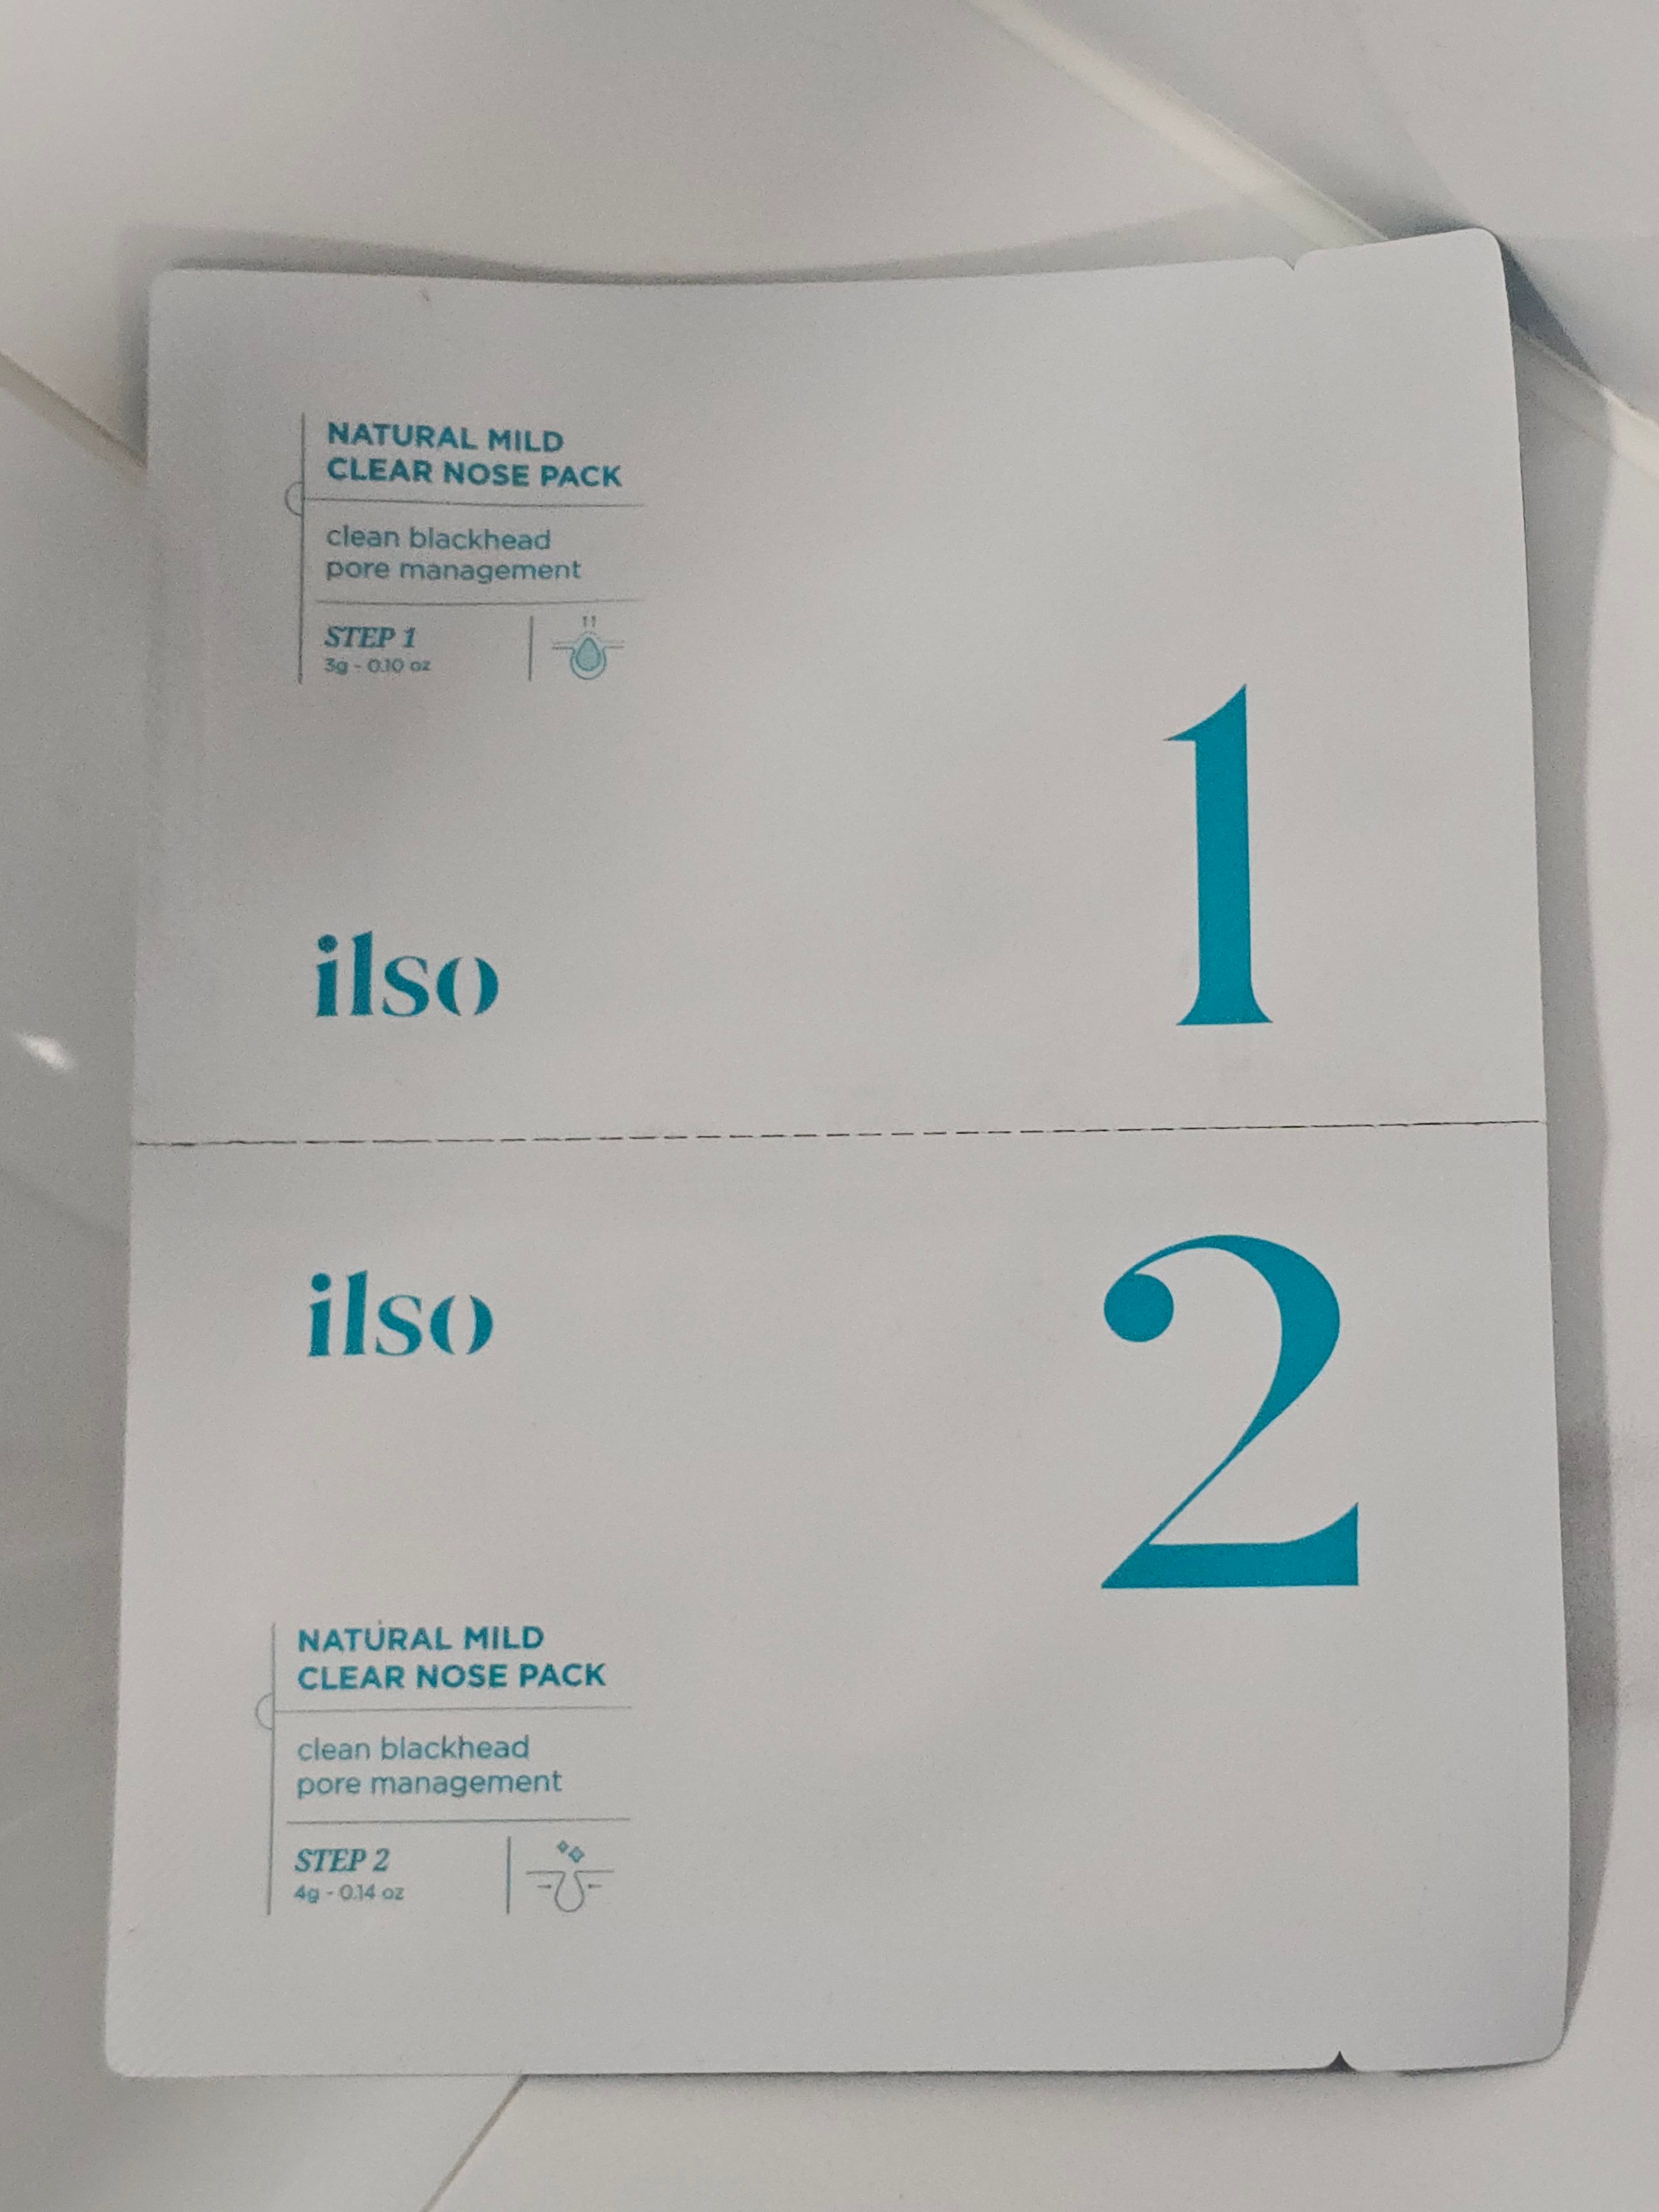 NATURAL MILD
CLEAR NOSE PACK
clean blackhead
pore management
STEP 1
3g - 0.10 oz
1
ilso
ilso
2
NATURAL MILD
CLEAR NOSE PACK
clean blackhead
pore management
STEP 2
4g - 0.14 oz